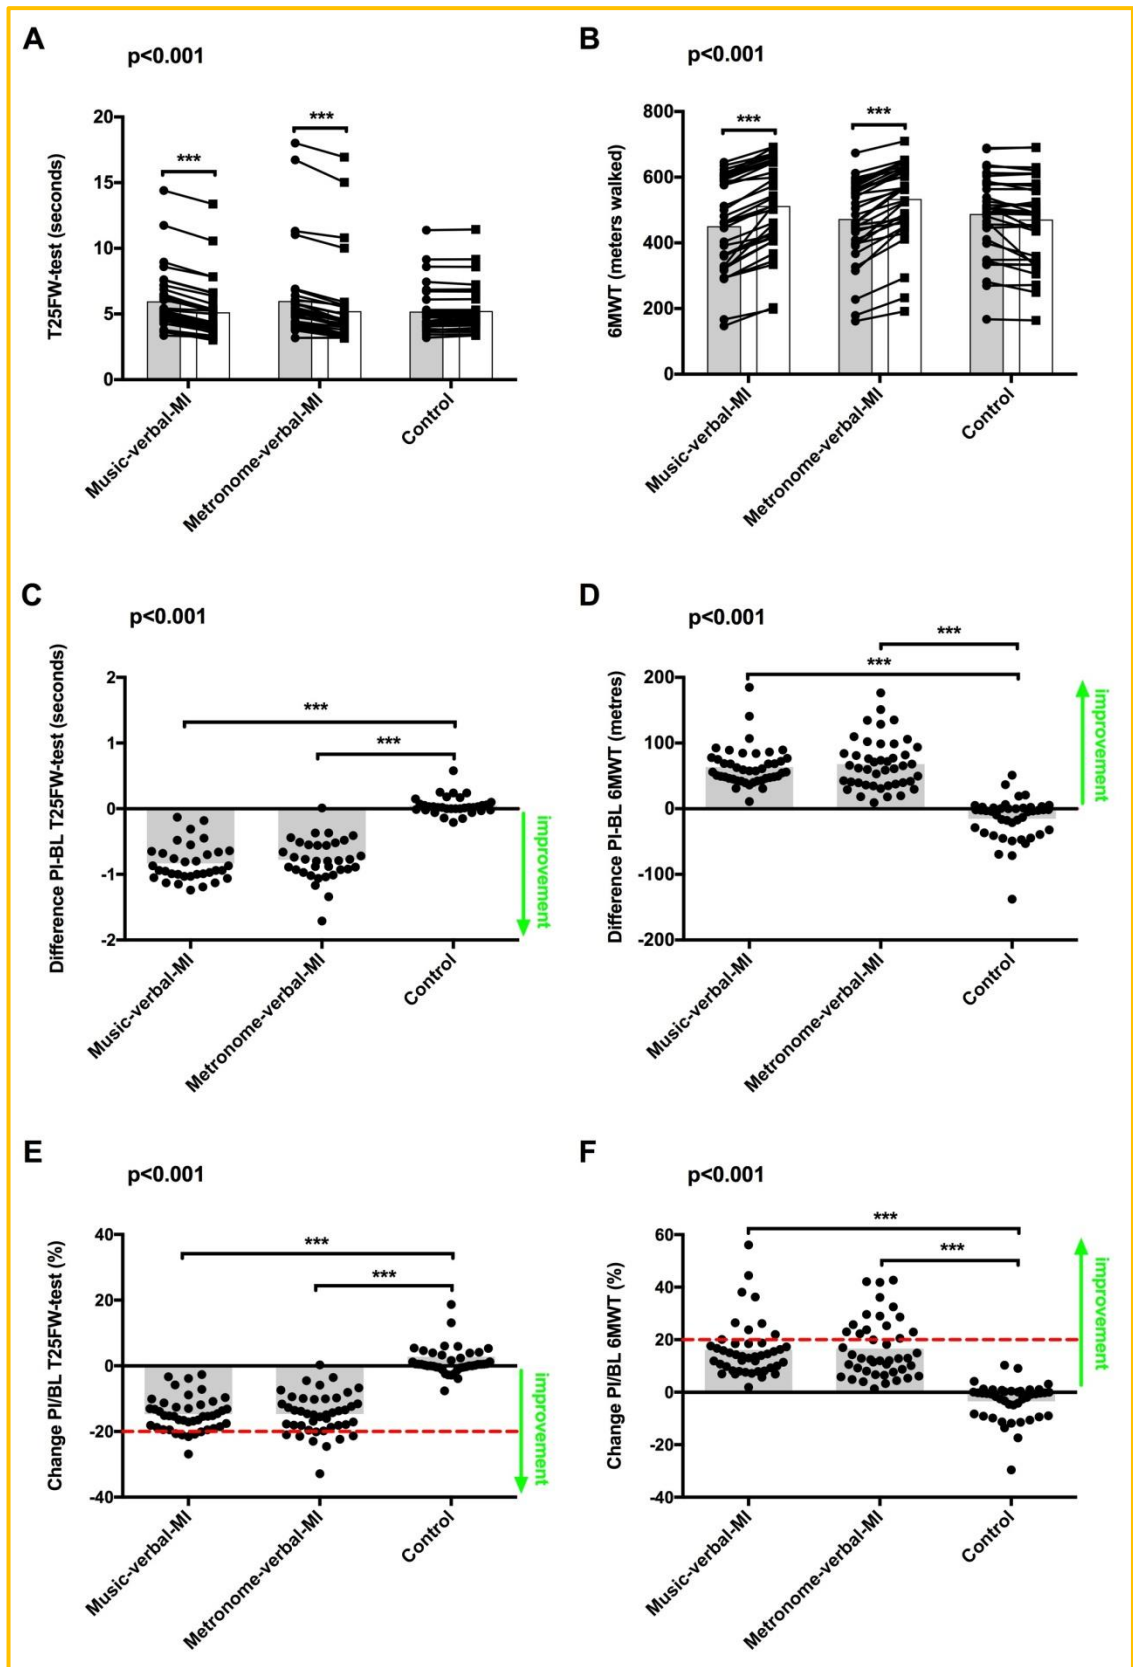 A
p<0.001
T25FW-test (seconds)
20
15
10
5
0
***
***
Music-verbal-MI
Metronome-verbal-MI
Control
B
p<0.001
6MWT (meters walked)
800
600
400
200
0
***
***
Music-verbal-MI
Metronome-verbal-MI
Control
C
p<0.001
Difference PI-BL T25FW-test (seconds)
2
1
0
-1
-2
***
***
improvement
Music-verbal-MI
Metronome-verbal-MI
Control
D
p<0.001
Difference PI-BL 6MWT (metres)
200
100
0
-100
-200
***
***
improvement
Music-verbal-MI
Metronome-verbal-MI
Control
E
p<0.001
Change PI/BL T25FW-test (%)
40
20
0
-20
-40
***
***
improvement
Music-verbal-MI
Metronome-verbal-MI
Control
F
p<0.001
Change PI/BL 6MWT (%)
60
40
20
0
-20
-40
***
***
improvement
Music-verbal-MI
Metronome-verbal-MI
Control